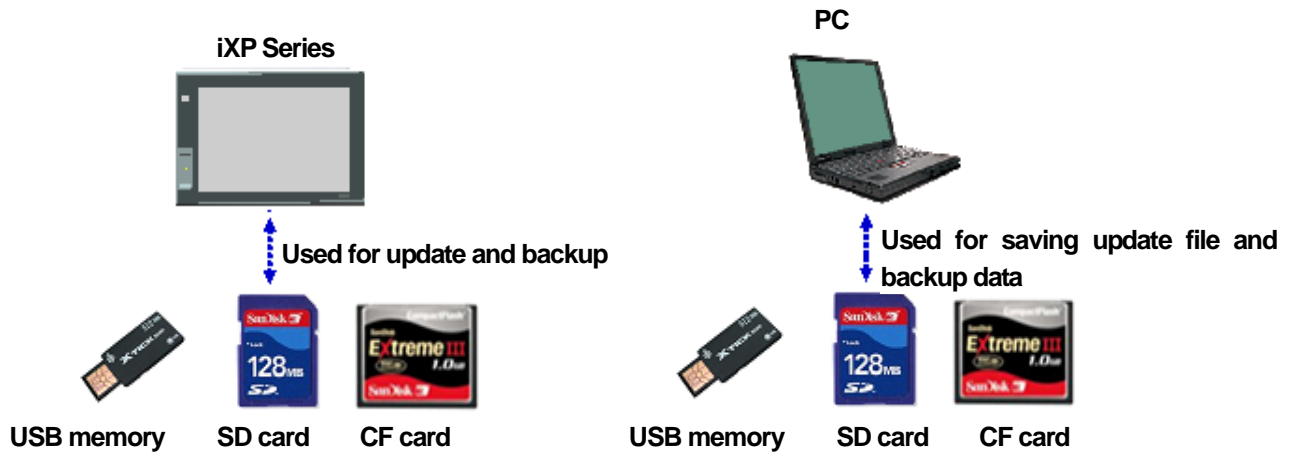 PC
iXP Series
Used for update and backup
Used for saving update file and
backup data
SanDisk
128MB
SD
CompactFlash
SanDisk
Extreme III
1.0GB
SanDisk
SanDisk
128MB
SD
CompactFlash
SanDisk
Extreme III
1.0GB
SanDisk
USB memory SD card CF card
USB memory SD card CF card